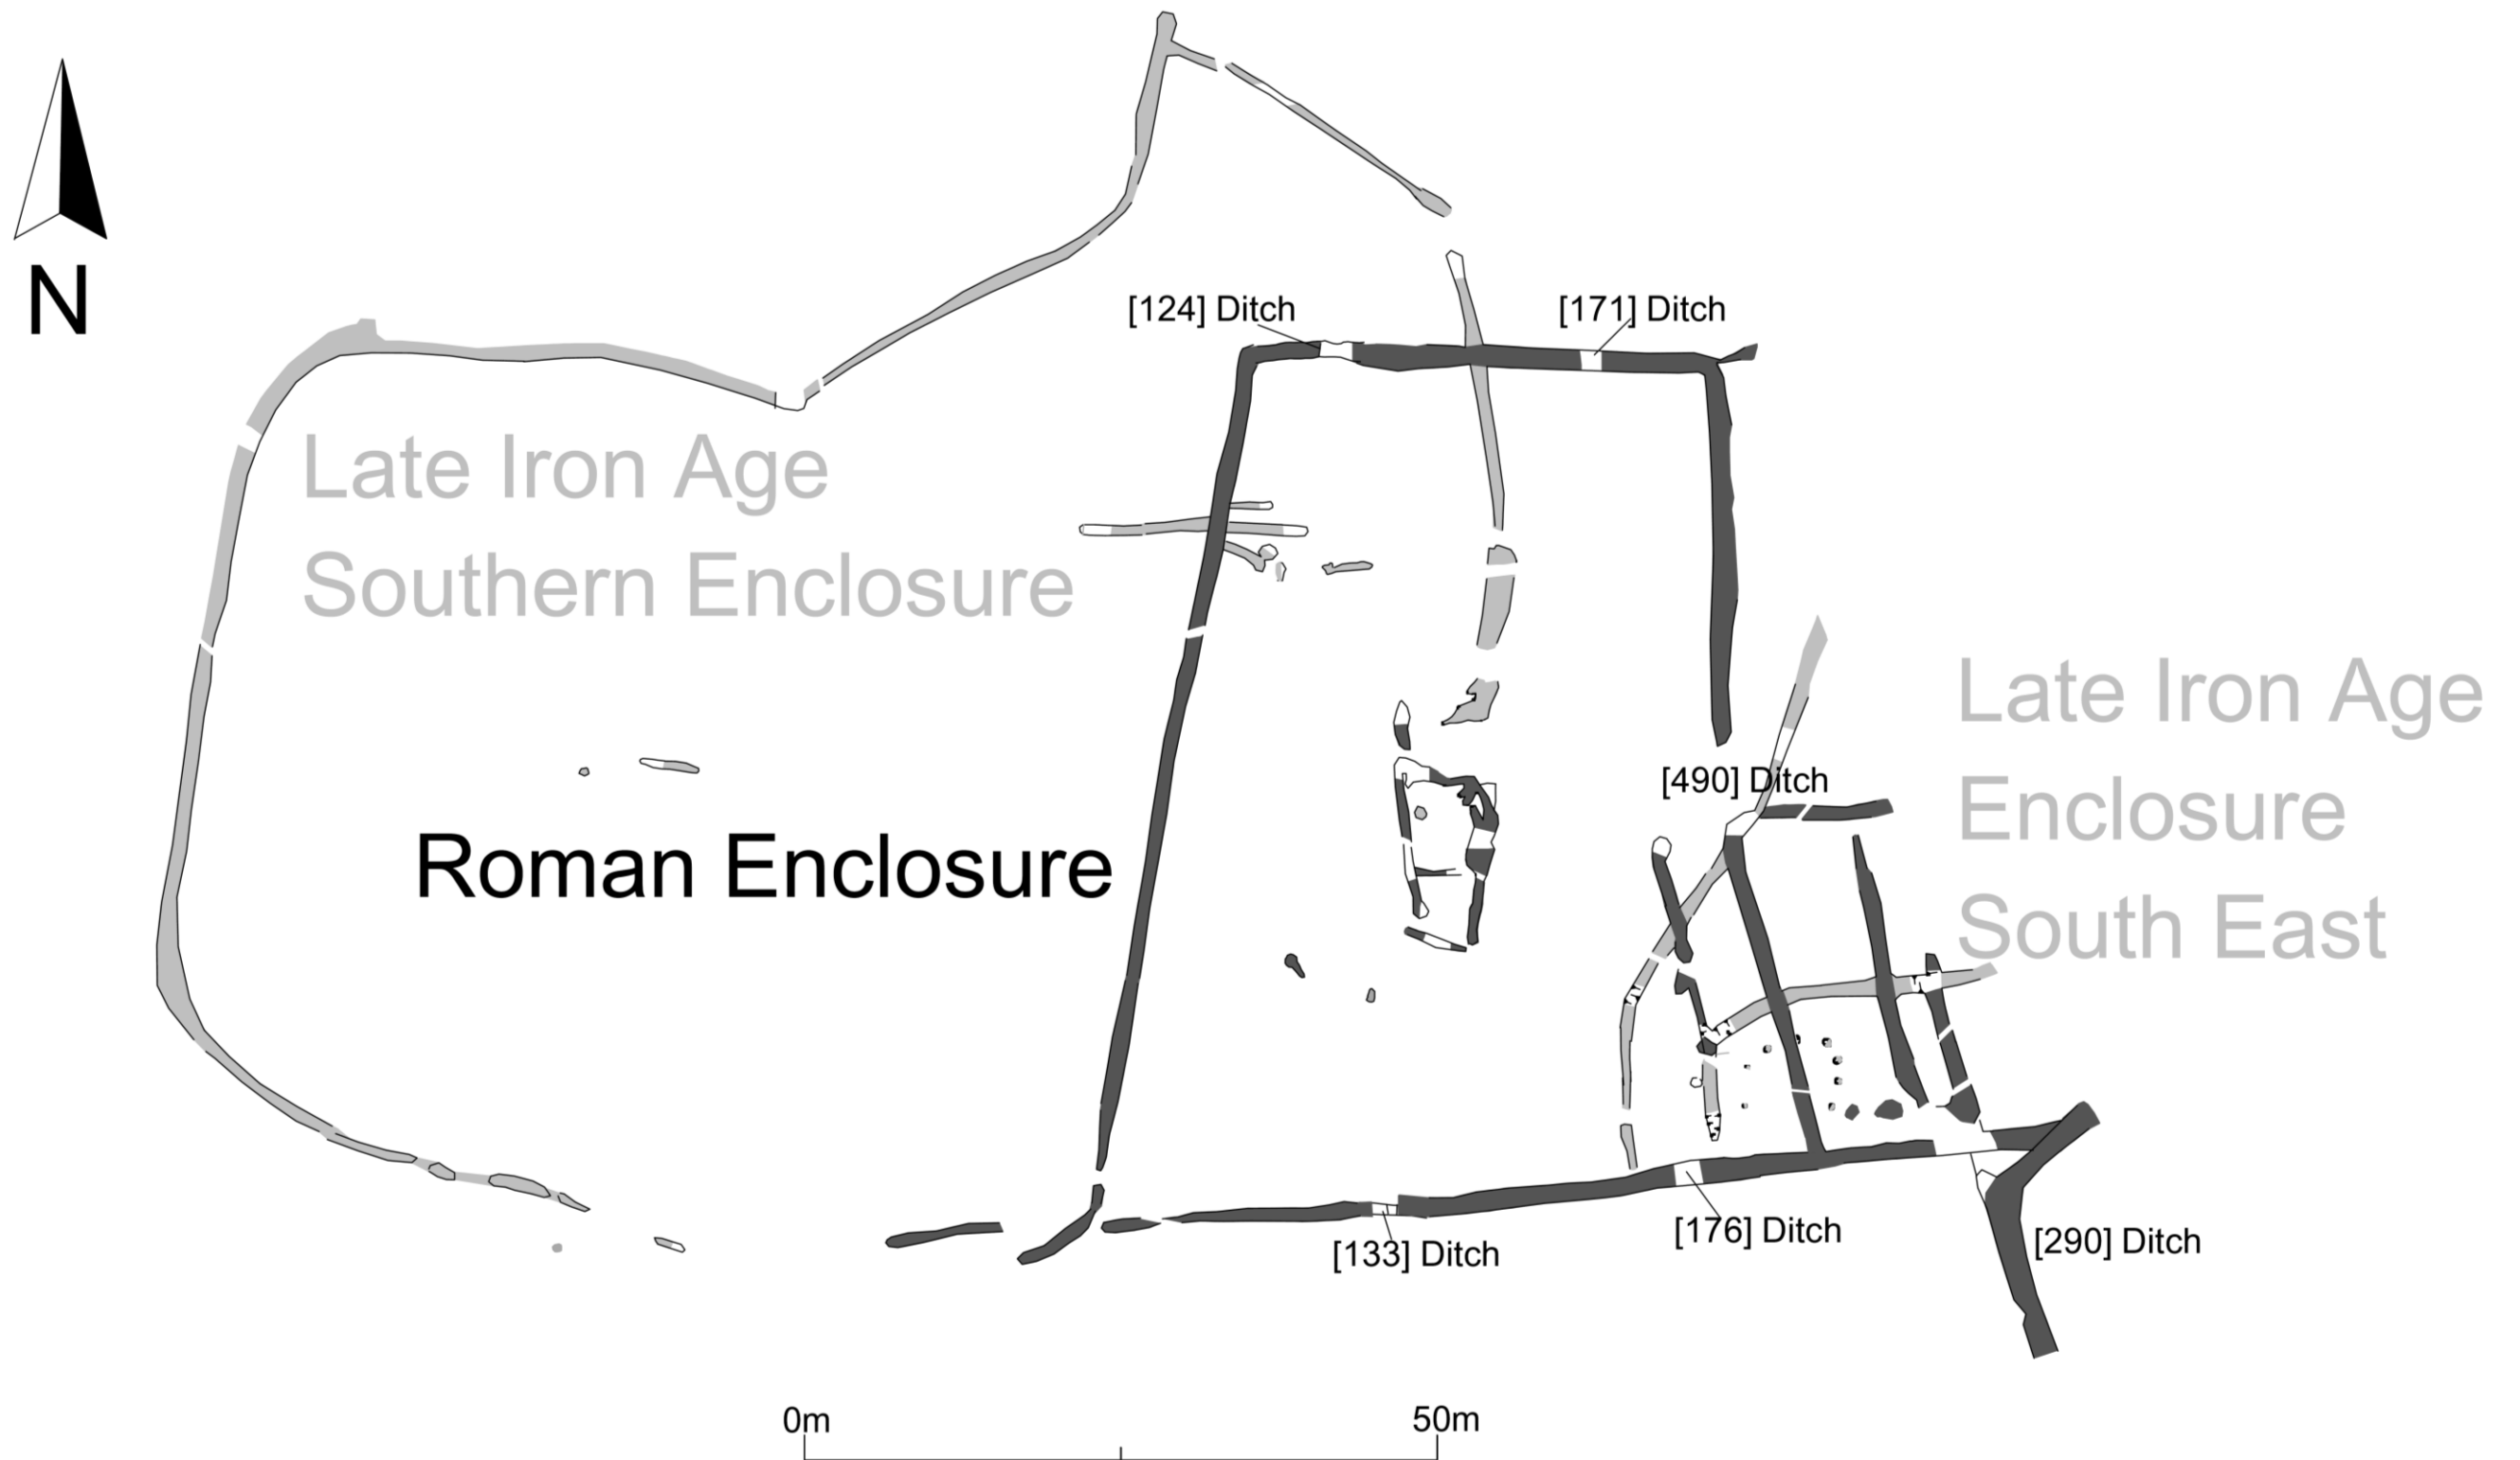 N
[124] Ditch
[171] Ditch
Late Iron Age
Southern Enclosure
Late Iron Age
Enclosure
South East
[490] Ditch
Roman Enclosure
[133] Ditch
[176] Ditch
[290] Ditch
0m
50m